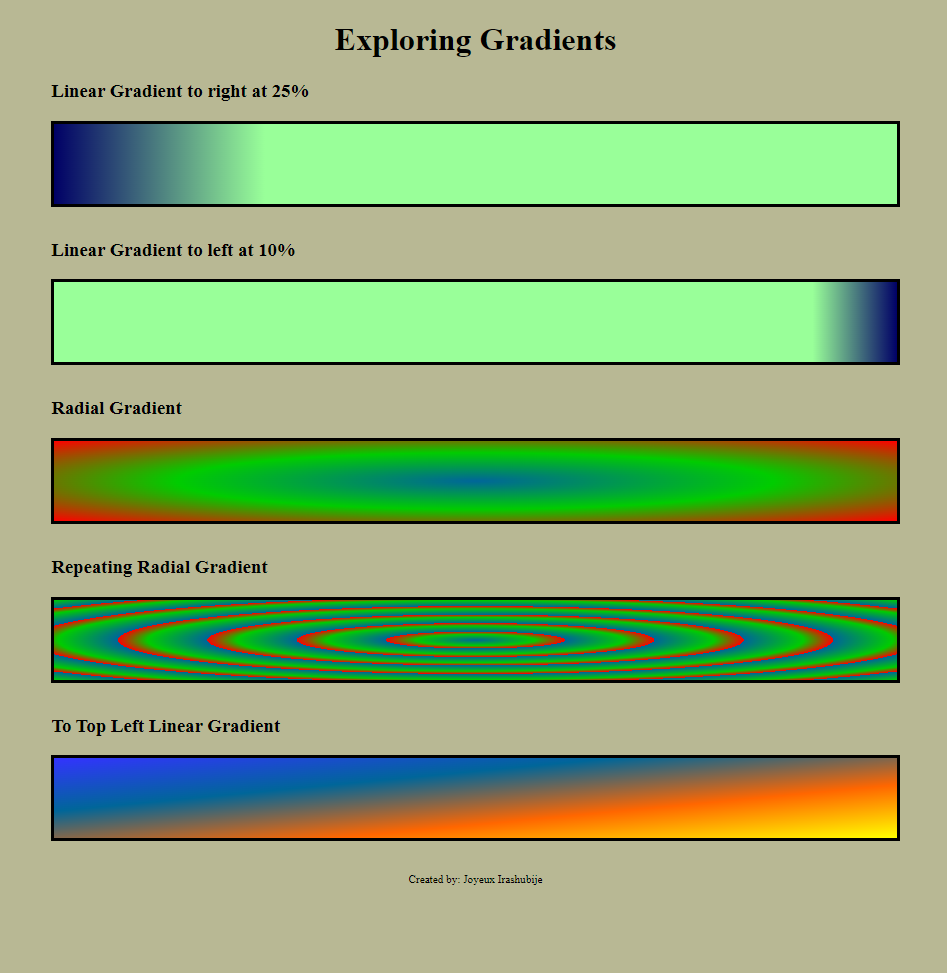 Exploring Gradients
Linear Gradient to right at 25%
Linear Gradient to left at 10%
Radial Gradient
Repeating Radial Gradient
To Top Left Linear Gradient
Created by: Joyeux Irashubije